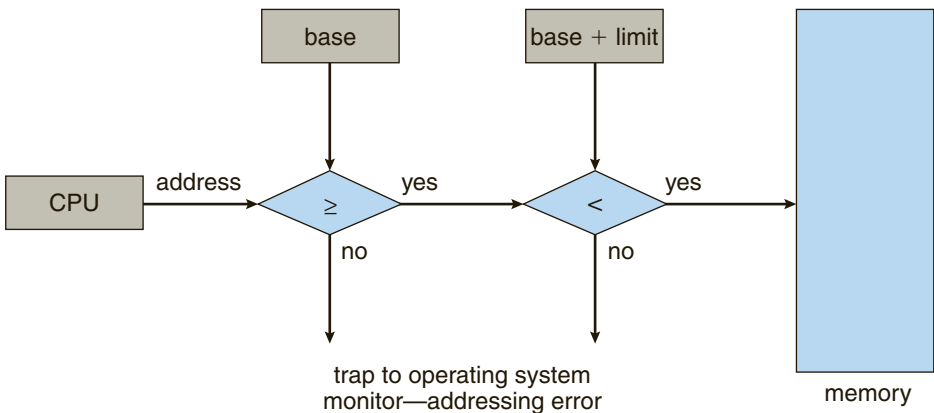 base
base + limit
CPU
address
≥
yes
<
yes
no
no
trap to operating system
monitor—addressing error
memory